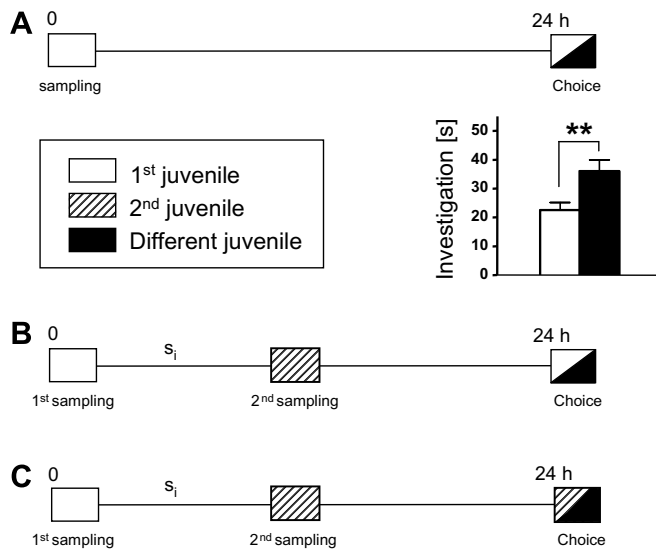 A
0
24 h
sampling
Choice
1st juvenile
2nd juvenile
Different juvenile
Investigation [s]
50
40
30
20
10
0
**
B
0
si
24 h
1st sampling
2nd sampling
Choice
C
0
si
24 h
1st sampling
2nd sampling
Choice